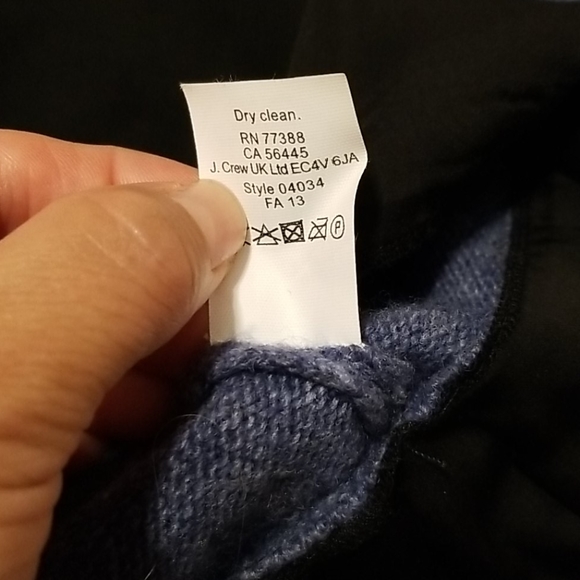 Dry clean.
RN 77388
CA 56445
J. Crew UK Ltd EC4V 6JA
Style 04034
FA 13
P